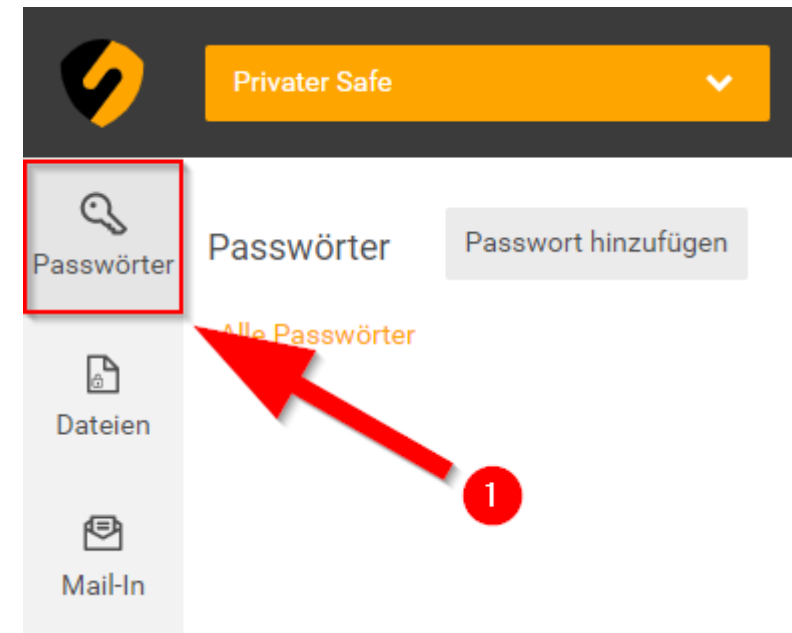 Privater Safe
Passwörter
Passwörter
Passwort hinzufügen
Alle Passwörter
Dateien
1
Mail-In